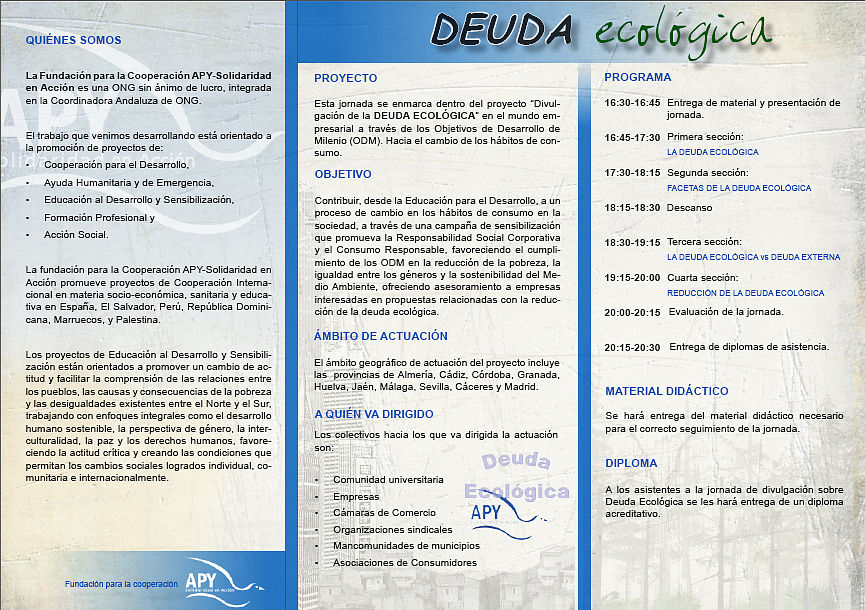 QUIÉNES SOMOS
La Fundación para la Cooperación APY-Solidaridad
en Acción es una ONG sin ánimo de lucro, integrada
en la Coordinadora Andaluza de ONG.
El trabajo que venimos desarrollando está orientado a
la promoción de proyectos de:
• Cooperación para el Desarrollo,
• Ayuda Humanitaria y de Emergencia,
• Educación al Desarrollo y Sensibilización,
• Formación Profesional y
• Acción Social.
La fundación para la Cooperación APY-Solidaridad en
Acción promueve proyectos de Cooperación Interna-
cional en materia socio-económica, sanitaria y educa-
tiva en España, El Salvador, Perú, República Domini-
cana, Marruecos, y Palestina.
Los proyectos de Educación al Desarrollo y Sensibili-
zación están orientados a promover un cambio de ac-
titud y facilitar la comprensión de las relaciones entre
los pueblos, las causas y consecuencias de la pobreza
y las desigualdades existentes entre el Norte y el Sur,
trabajando con enfoques integrales como el desarrollo
humano sostenible, la perspectiva de género, la inter-
culturalidad, la paz y los derechos humanos, favore-
ciendo la actitud crítica y creando las condiciones que
permitan los cambios sociales logrados individual, co-
munitaria e internacionalmente.
Fundación para la cooperación
APY
Solidaridad en Acción
DEUDA ecológica
PROYECTO
Esta jornada se enmarca dentro del proyecto "Divul-
gación de la DEUDA ECOLÓGICA" en el mundo em-
presarial a través de los Objetivos de Desarrollo de
Milenio (ODM). Hacia el cambio de los hábitos de con-
sumo.
OBJETIVO
Contribuir, desde la Educación para el Desarrollo, a un
proceso de cambio en los hábitos de consumo en la
sociedad, a través de una campaña de sensibilización
que promueva la Responsabilidad Social Corporativa
y el Consumo Responsable, favoreciendo el cumpli-
miento de los ODM en la reducción de la pobreza, la
igualdad entre los géneros y la sostenibilidad del Me-
dio Ambiente, ofreciendo asesoramiento a empresas
interesadas en propuestas relacionadas con la reduc-
ción de la deuda ecológica.
ÁMBITO DE ACTUACIÓN
El ámbito geográfico de actuación del proyecto incluye
las provincias de Almería, Cádiz, Córdoba, Granada,
Huelva, Jaén, Málaga, Sevilla, Cáceres y Madrid.
A QUIÉN VA DIRIGIDO
Los colectivos hacia los que va dirigida la actuación
son:
• Comunidad universitaria
• Empresas
• Cámaras de Comercio
• Organizaciones sindicales
• Mancomunidades de municipios
• Asociaciones de Consumidores
Deuda
Ecológica
APY
PROGRAMA
16:30-16:45 Entrega de material y presentación de
jornada.
16:45-17:30 Primera sección:
LA DEUDA ECOLÓGICA
17:30-18:15 Segunda sección:
FACETAS DE LA DEUDA ECOLÓGICA
18:15-18:30 Descanso
18:30-19:15 Tercera sección:
LA DEUDA ECOLÓGICA vs DEUDA EXTERNA
19:15-20:00 Cuarta sección:
REDUCCIÓN DE LA DEUDA ECOLÓGICA
20:00-20:15 Evaluación de la jornada.
20:15-20:30 Entrega de diplomas de asistencia.
MATERIAL DIDÁCTICO
Se hará entrega del material didáctico necesario
para el correcto seguimiento de la jornada.
DIPLOMA
A los asistentes a la jornada de divulgación sobre
Deuda Ecológica se les hará entrega de un diploma
acreditativo.